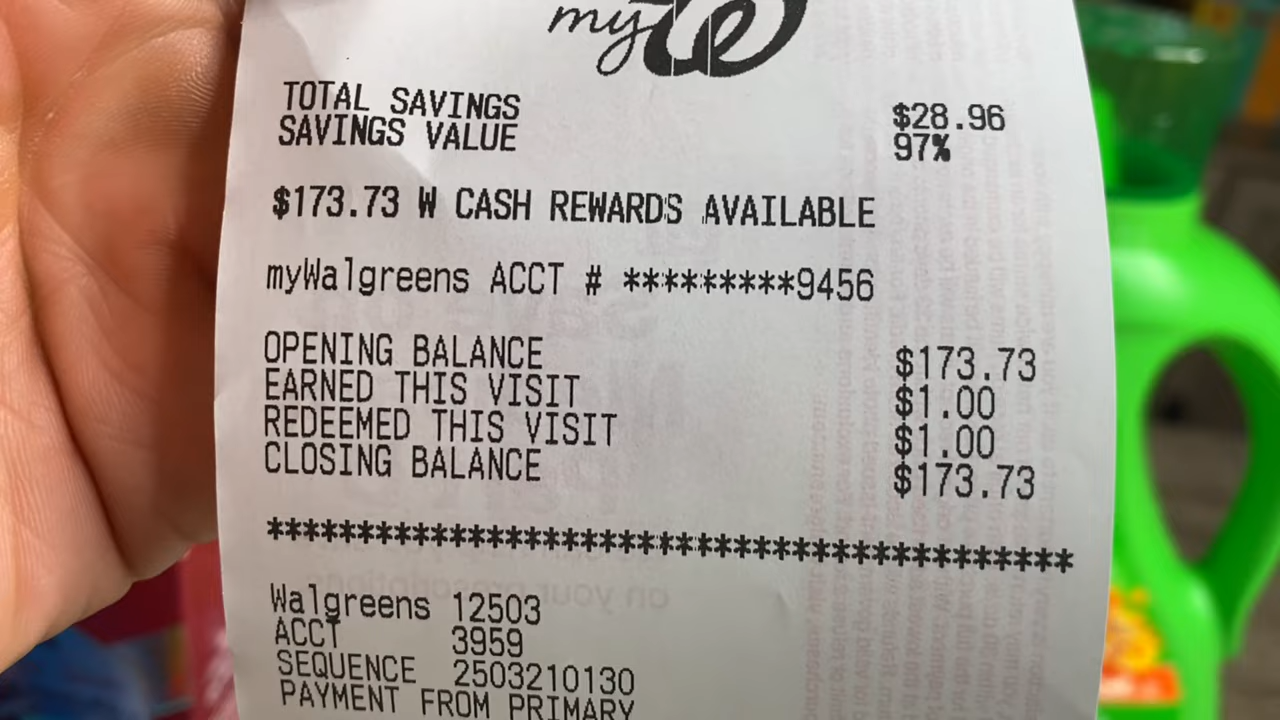 my W
TOTAL SAVINGS $28.96
SAVINGS VALUE 97%
$173.73 W CASH REWARDS AVAILABLE
myWalgreens ACCT # *********9456
OPENING BALANCE $173.73
EARNED THIS VISIT $1.00
REDEEMED THIS VISIT $1.00
CLOSING BALANCE $173.73
********************************************
Walgreens 12503
ACCT 3959
SEQUENCE 2503210130
PAYMENT FROM PRIMARY